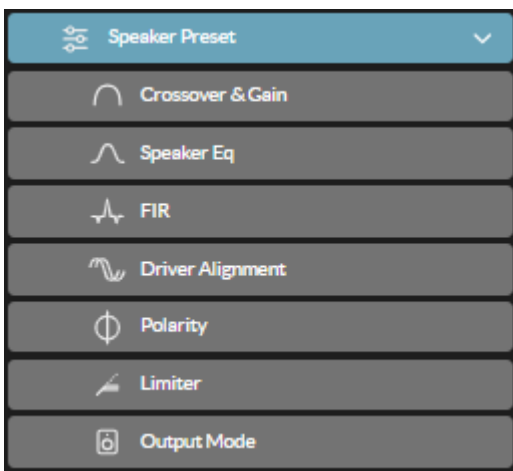 Speaker Preset
Crossover & Gain
Speaker Eq
FIR
Driver Alignment
Polarity
Limiter
Output Mode